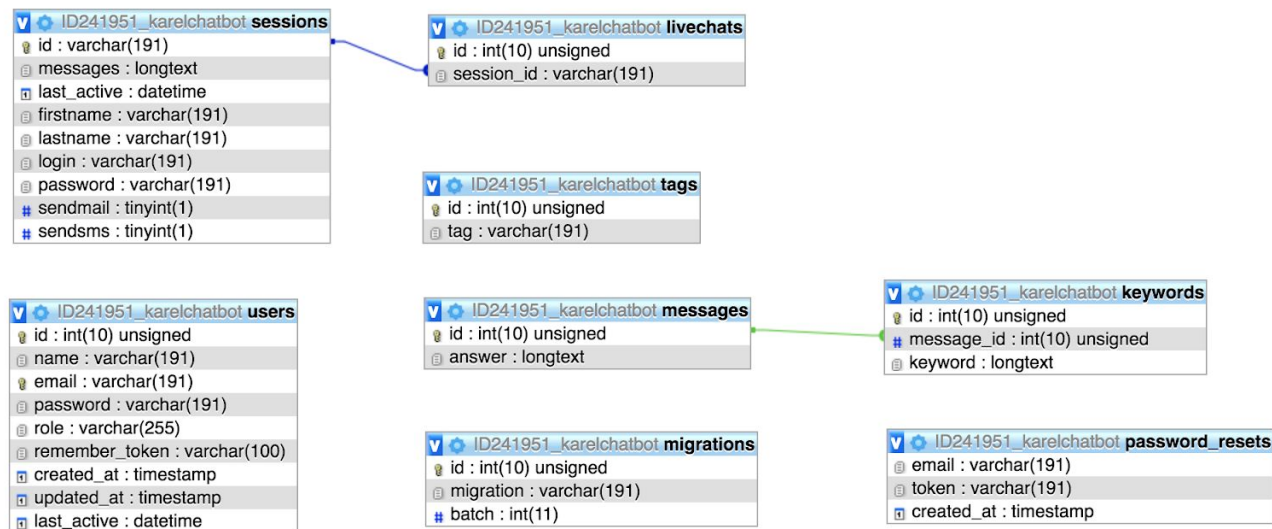 ID241951_karelchatbot sessions
id : varchar(191)
messages : longtext
last_active : datetime
firstname : varchar(191)
lastname : varchar(191)
login : varchar(191)
password : varchar(191)
sendmail : tinyint(1)
sendsms : tinyint(1)
ID241951_karelchatbot livechats
id : int(10) unsigned
session_id : varchar(191)
ID241951_karelchatbot tags
id : int(10) unsigned
tag : varchar(191)
ID241951_karelchatbot users
id : int(10) unsigned
name : varchar(191)
email : varchar(191)
password : varchar(191)
role : varchar(255)
remember_token : varchar(100)
created_at : timestamp
updated_at : timestamp
last_active : datetime
ID241951_karelchatbot messages
id : int(10) unsigned
answer : longtext
ID241951_karelchatbot keywords
id : int(10) unsigned
message_id : int(10) unsigned
keyword : longtext
ID241951_karelchatbot migrations
id : int(10) unsigned
migration : varchar(191)
batch : int(11)
ID241951_karelchatbot password_resets
email : varchar(191)
token : varchar(191)
created_at : timestamp